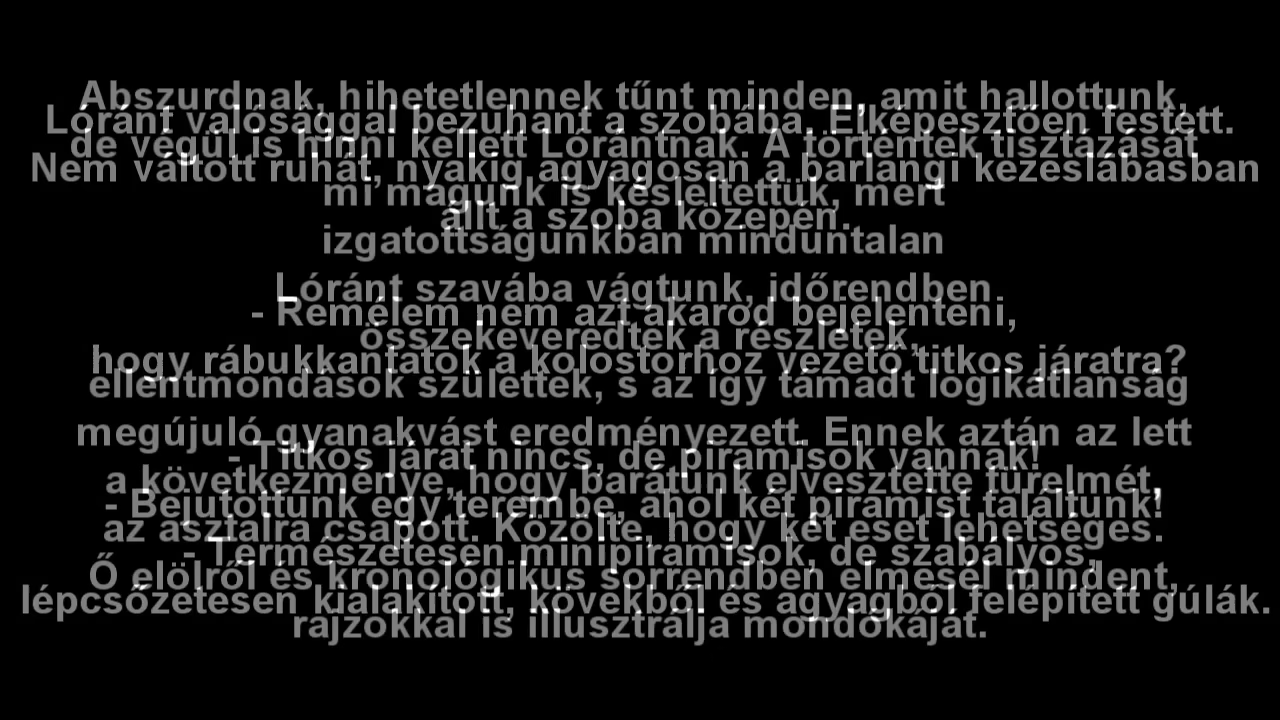 Abszurdnak, hihetetlennek tűnt minden, amit hallottunk,
Lóránt valósággal bezuhant a szobába. Elképesztően festett.
de végül is hinni kellett Lórántnak. A történtek tisztázását
Nem váltott ruhát, nyakig agyagosan a barlangi kezeslábasban
mi magunk is késleltettük, mert
állt a szoba közepén.
izgatottságunkban minduntalan
Lóránt szavába vágtunk, időrendben
- Remélem nem azt akarod bejelenteni,
összekeveredtek a részletek,
hogy rábukkantatok a kolostorhoz vezető titkos járatra?
ellentmondások születtek, s az így támadt logikátlanság
megújuló gyanakvást eredményezett. Ennek aztán az lett
- Titkos járat nincs, de piramisok vannak!
a következménye, hogy barátunk elvesztette türelmét,
- Bejutottunk egy terembe, ahol két piramist találtunk!
az asztalra csapott. Közölte, hogy két eset lehetséges.
- Természetesen minipiramisok, de szabályos,
Ő elölről és kronológikus sorrendben elmesél mindent,
lépcsőzetesen kialakított, kövekből és agyagból felépített gúlák.
rajzokkal is illusztrálja mondókáját.